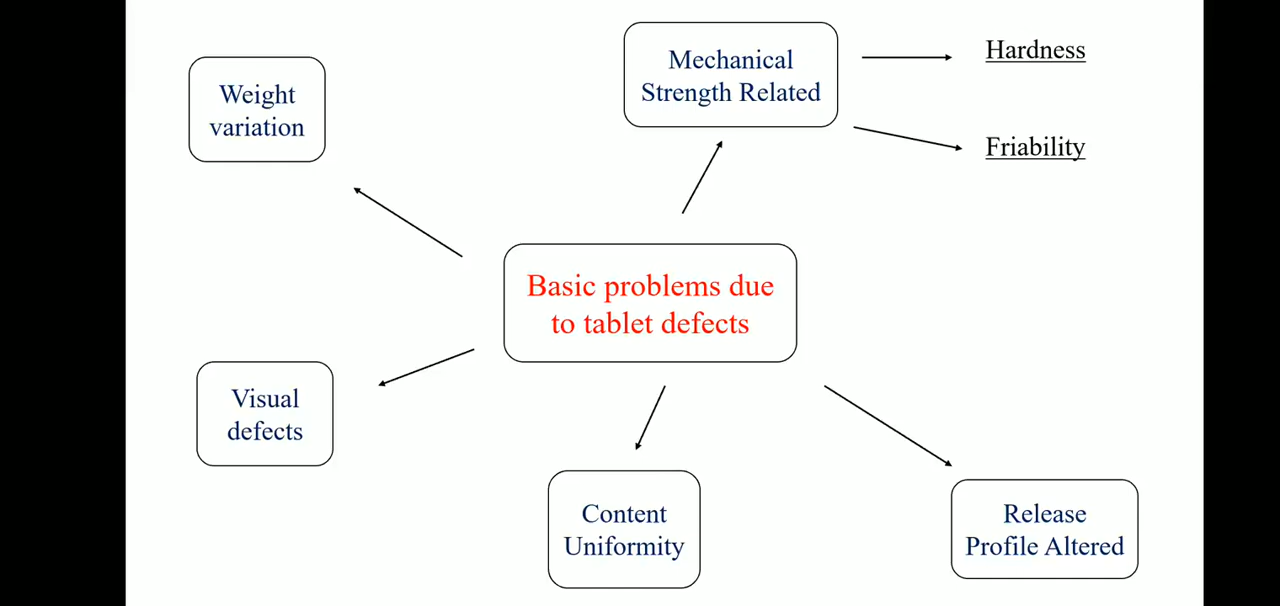 Weight
variation
Mechanical
Strength Related
Hardness
Friability
Basic problems due
to tablet defects
Visual
defects
Content
Uniformity
Release
Profile Altered